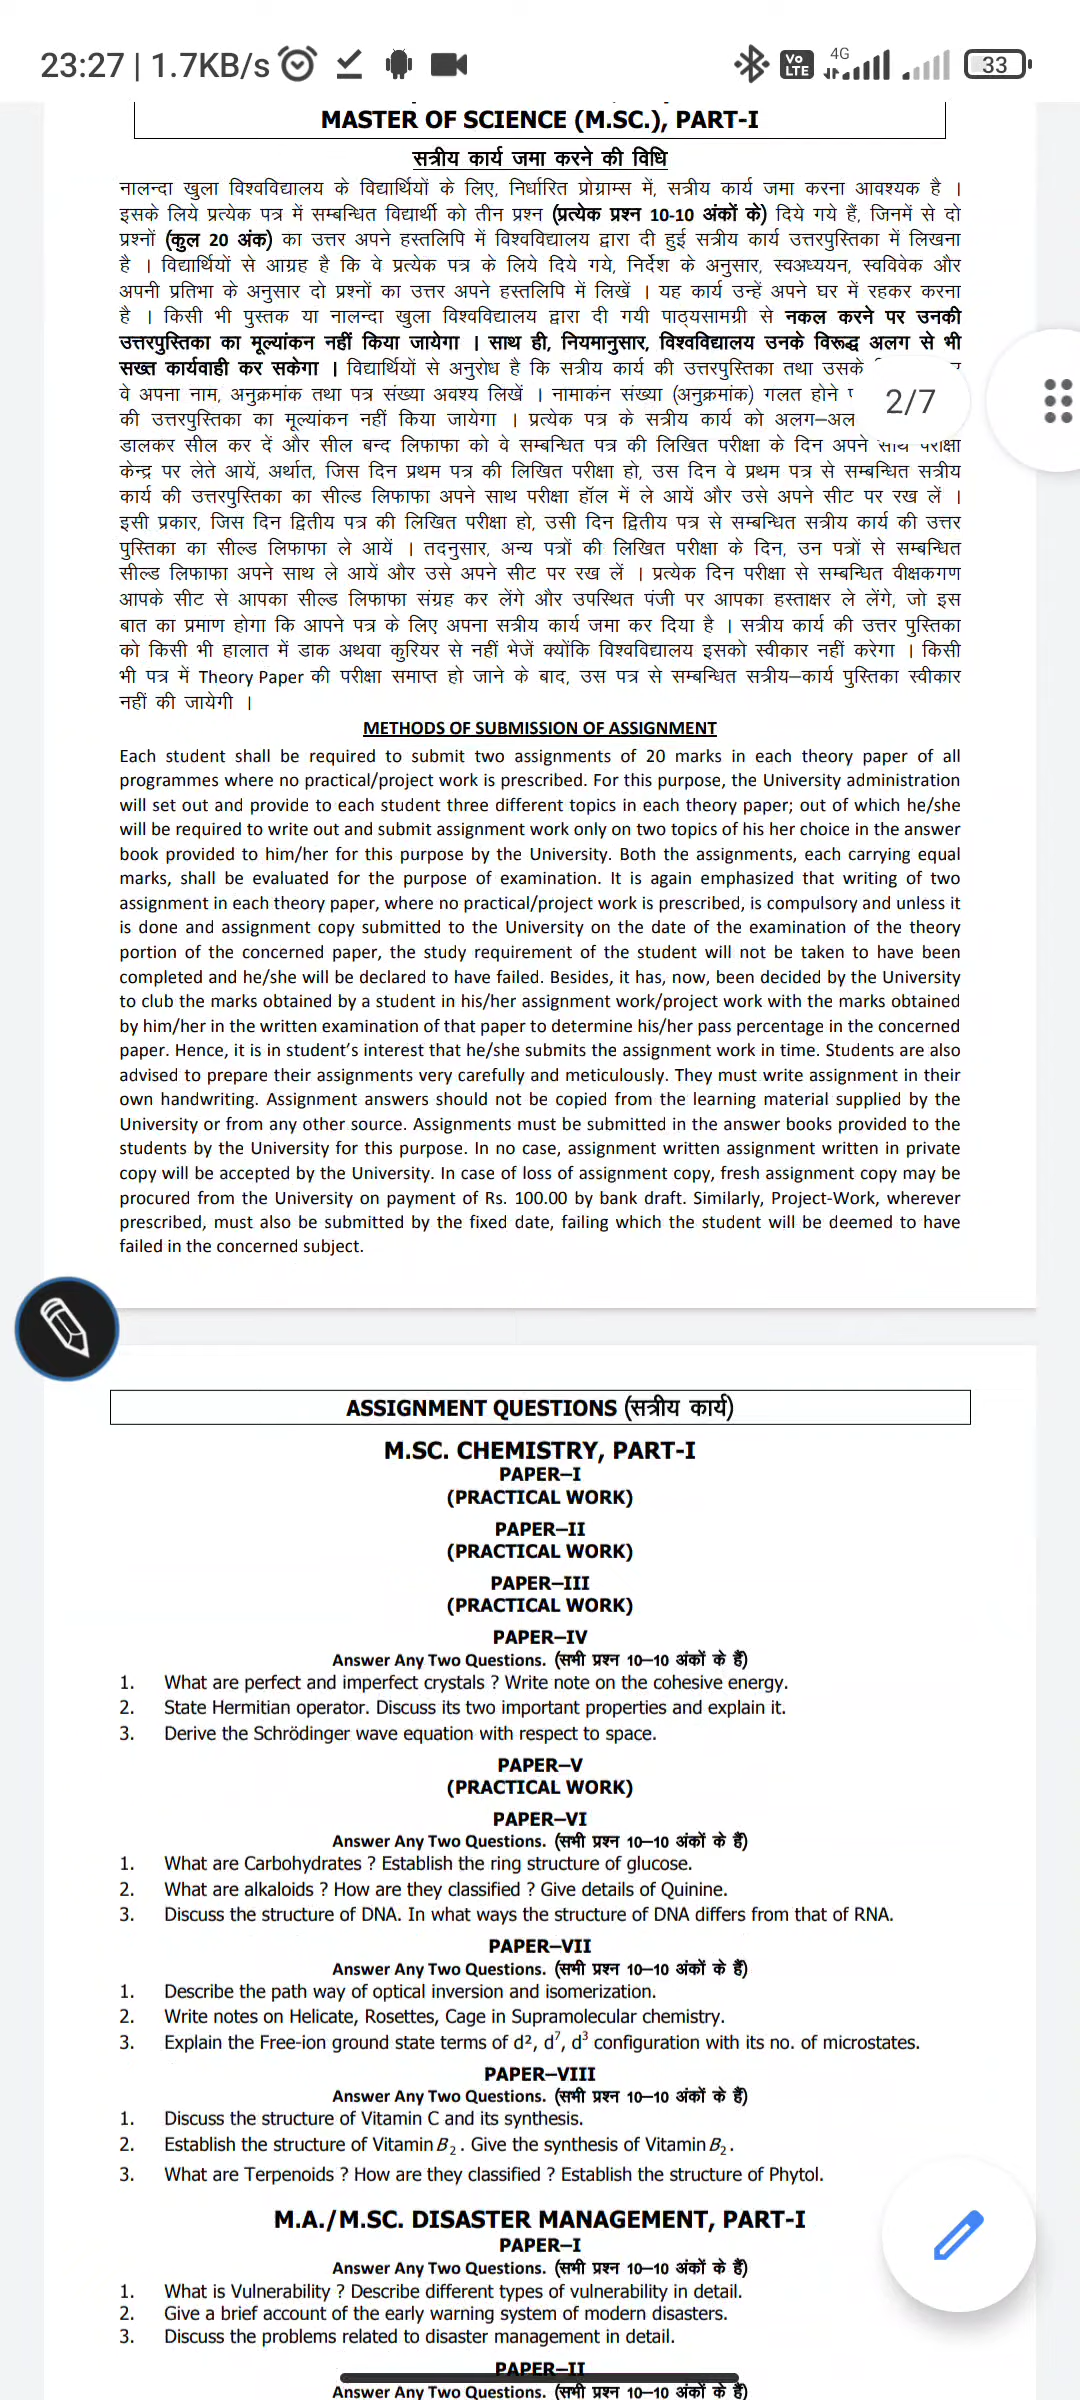 23:27 | 1.7KB/s
Vo LTE 4G 33
MASTER OF SCIENCE (M.SC.), PART-I
सत्रीय कार्य जमा करने की विधि
नालन्दा खुला विश्वविद्यालय के विद्यार्थियों के लिए, निर्धारित प्रोग्राम्स में, सत्रीय कार्य जमा करना आवश्यक है ।
इसके लिये प्रत्येक पत्र में सम्बन्धित विद्यार्थी को तीन प्रश्न (प्रत्येक प्रश्न 10-10 अंकों के) दिये गये हैं, जिनमें से दो
प्रश्नों (कुल 20 अंक) का उत्तर अपने हस्तलिपि में विश्वविद्यालय द्वारा दी हुई सत्रीय कार्य उत्तरपुस्तिका में लिखना
है । विद्यार्थियों से आग्रह है कि वे प्रत्येक पत्र के लिये दिये गये, निर्देश के अनुसार, स्वअध्ययन, स्वविवेक और
अपनी प्रतिभा के अनुसार दो प्रश्नों का उत्तर अपने हस्तलिपि में लिखें । यह कार्य उन्हें अपने घर में रहकर करना
है । किसी भी पुस्तक या नालन्दा खुला विश्वविद्यालय द्वारा दी गयी पाठ्यसामग्री से नकल करने पर उनकी
उत्तरपुस्तिका का मूल्यांकन नहीं किया जायेगा । साथ ही, नियमानुसार, विश्वविद्यालय उनके विरूद्ध अलग से भी
सख्त कार्यवाही कर सकेगा । विद्यार्थियों से अनुरोध है कि सत्रीय कार्य की उत्तरपुस्तिका तथा उसके
वे अपना नाम, अनुक्रमांक तथा पत्र संख्या अवश्य लिखें । नामाकंन संख्या (अनुक्रमांक) गलत होने
2/7
की उत्तरपुस्तिका का मूल्यांकन नहीं किया जायेगा । प्रत्येक पत्र के सत्रीय कार्य को अलग–अल
डालकर सील कर दें और सील बन्द लिफाफा को वे सम्बन्धित पत्र की लिखित परीक्षा के दिन अपने साथ परीक्षा
केन्द्र पर लेते आयें, अर्थात, जिस दिन प्रथम पत्र की लिखित परीक्षा हो, उस दिन वे प्रथम पत्र से सम्बन्धित सत्रीय
कार्य की उत्तरपुस्तिका का सील्ड लिफाफा अपने साथ परीक्षा हॉल में ले आयें और उसे अपने सीट पर रख लें ।
इसी प्रकार, जिस दिन द्वितीय पत्र की लिखित परीक्षा हो, उसी दिन द्वितीय पत्र से सम्बन्धित सत्रीय कार्य की उत्तर
पुस्तिका का सील्ड लिफाफा ले आयें । तदनुसार, अन्य पत्रों की लिखित परीक्षा के दिन, उन पत्रों से सम्बन्धित
सील्ड लिफाफा अपने साथ ले आयें और उसे अपने सीट पर रख लें । प्रत्येक दिन परीक्षा से सम्बन्धित वीक्षकगण
आपके सीट से आपका सील्ड लिफाफा संग्रह कर लेंगे और उपस्थित पंजी पर आपका हस्ताक्षर ले लेंगे, जो इस
बात का प्रमाण होगा कि आपने पत्र के लिए अपना सत्रीय कार्य जमा कर दिया है । सत्रीय कार्य की उत्तर पुस्तिका
को किसी भी हालात में डाक अथवा कुरियर से नहीं भेजें क्योंकि विश्वविद्यालय इसको स्वीकार नहीं करेगा । किसी
भी पत्र में Theory Paper की परीक्षा समाप्त हो जाने के बाद, उस पत्र से सम्बन्धित सत्रीय–कार्य पुस्तिका स्वीकार
नहीं की जायेगी ।
METHODS OF SUBMISSION OF ASSIGNMENT
Each student shall be required to submit two assignments of 20 marks in each theory paper of all
programmes where no practical/project work is prescribed. For this purpose, the University administration
will set out and provide to each student three different topics in each theory paper; out of which he/she
will be required to write out and submit assignment work only on two topics of his her choice in the answer
book provided to him/her for this purpose by the University. Both the assignments, each carrying equal
marks, shall be evaluated for the purpose of examination. It is again emphasized that writing of two
assignment in each theory paper, where no practical/project work is prescribed, is compulsory and unless it
is done and assignment copy submitted to the University on the date of the examination of the theory
portion of the concerned paper, the study requirement of the student will not be taken to have been
completed and he/she will be declared to have failed. Besides, it has, now, been decided by the University
to club the marks obtained by a student in his/her assignment work/project work with the marks obtained
by him/her in the written examination of that paper to determine his/her pass percentage in the concerned
paper. Hence, it is in student’s interest that he/she submits the assignment work in time. Students are also
advised to prepare their assignments very carefully and meticulously. They must write assignment in their
own handwriting. Assignment answers should not be copied from the learning material supplied by the
University or from any other source. Assignments must be submitted in the answer books provided to the
students by the University for this purpose. In no case, assignment written assignment written in private
copy will be accepted by the University. In case of loss of assignment copy, fresh assignment copy may be
procured from the University on payment of Rs. 100.00 by bank draft. Similarly, Project-Work, wherever
prescribed, must also be submitted by the fixed date, failing which the student will be deemed to have
failed in the concerned subject.
ASSIGNMENT QUESTIONS (सत्रीय कार्य)
M.SC. CHEMISTRY, PART-I
PAPER–I
(PRACTICAL WORK)
PAPER–II
(PRACTICAL WORK)
PAPER–III
(PRACTICAL WORK)
PAPER–IV
Answer Any Two Questions. (सभी प्रश्न 10–10 अंकों के हैं)
1. What are perfect and imperfect crystals ? Write note on the cohesive energy.
2. State Hermitian operator. Discuss its two important properties and explain it.
3. Derive the Schrödinger wave equation with respect to space.
PAPER–V
(PRACTICAL WORK)
PAPER–VI
Answer Any Two Questions. (सभी प्रश्न 10–10 अंकों के हैं)
1. What are Carbohydrates ? Establish the ring structure of glucose.
2. What are alkaloids ? How are they classified ? Give details of Quinine.
3. Discuss the structure of DNA. In what ways the structure of DNA differs from that of RNA.
PAPER–VII
Answer Any Two Questions. (सभी प्रश्न 10–10 अंकों के हैं)
1. Describe the path way of optical inversion and isomerization.
2. Write notes on Helicate, Rosettes, Cage in Supramolecular chemistry.
3. Explain the Free-ion ground state terms of d², d⁷, d³ configuration with its no. of microstates.
PAPER–VIII
Answer Any Two Questions. (सभी प्रश्न 10–10 अंकों के हैं)
1. Discuss the structure of Vitamin C and its synthesis.
2. Establish the structure of Vitamin B₂. Give the synthesis of Vitamin B₂.
3. What are Terpenoids ? How are they classified ? Establish the structure of Phytol.
M.A./M.SC. DISASTER MANAGEMENT, PART-I
PAPER–I
Answer Any Two Questions. (सभी प्रश्न 10–10 अंकों के हैं)
1. What is Vulnerability ? Describe different types of vulnerability in detail.
2. Give a brief account of the early warning system of modern disasters.
3. Discuss the problems related to disaster management in detail.
PAPER–II
Answer Any Two Questions. (सभी प्रश्न 10–10 अंकों के हैं)